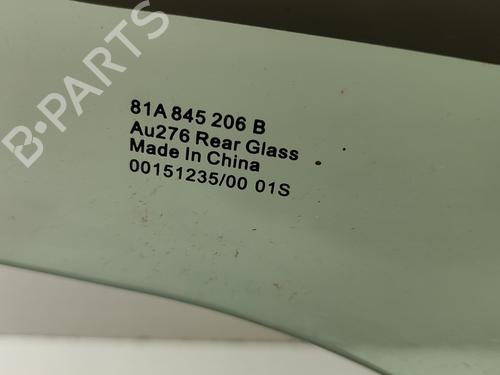 B-PARTS
81A 845 206 B
Au276 Rear Glass
Made In China
00151235/00 01S